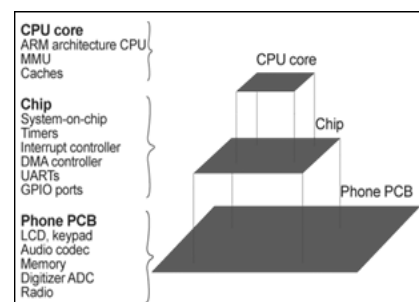 CPU core
ARM architecture CPU
MMU
Caches
Chip
System-on-chip
Timers
Interrupt controller
DMA controller
UARTs
GPIO ports
Phone PCB
LCD, keypad
Audio codec
Memory
Digitizer ADC
Radio
CPU core
Chip
Phone PCB